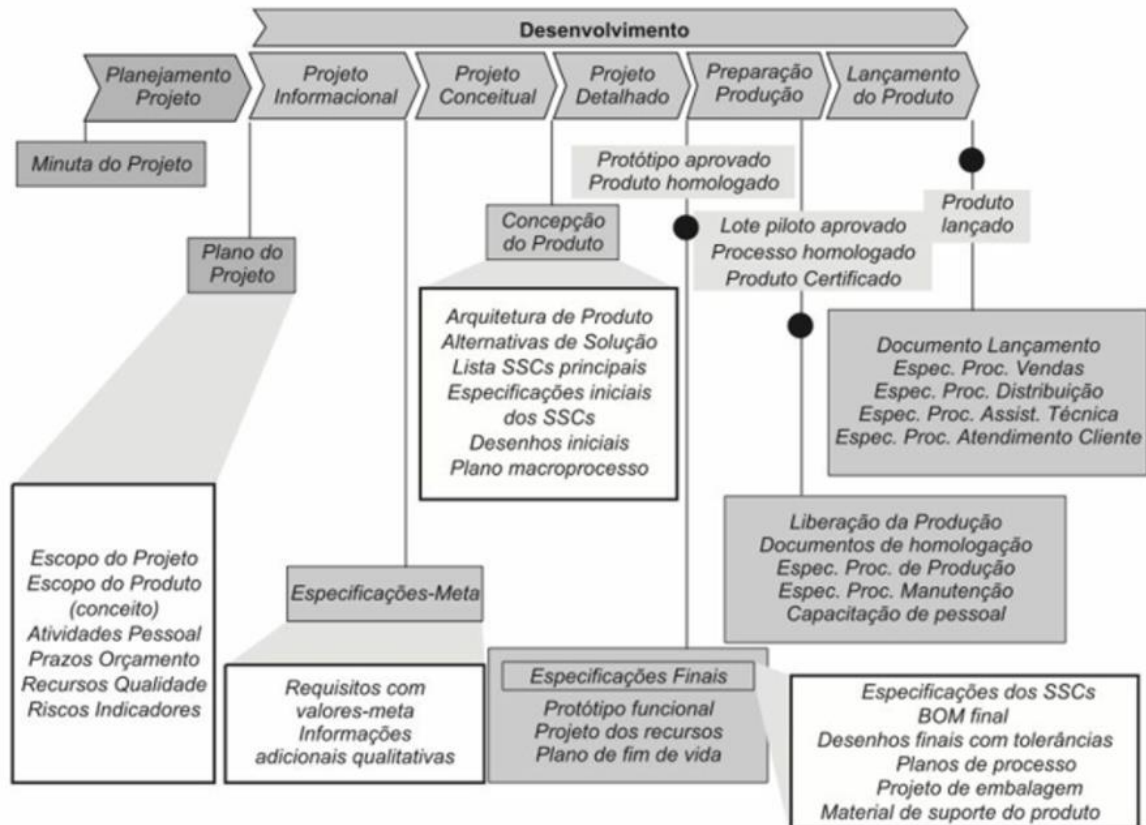 Desenvolvimento
Planejamento
Projeto
Projeto
Informacional
Projeto
Conceitual
Projeto
Detalhado
Preparação
Produção
Lançamento
do Produto
Minuta do Projeto
Plano do
Projeto
Escopo do Projeto
Escopo do Produto
(conceito)
Atividades Pessoal
Prazos Orçamento
Recursos Qualidade
Riscos Indicadores
Especificações-Meta
Requisitos com
valores-meta
Informações
adicionais qualitativas
Concepção
do Produto
Arquitetura de Produto
Alternativas de Solução
Lista SSCs principais
Especificações iniciais
dos SSCs
Desenhos iniciais
Plano macroprocesso
Protótipo aprovado
Produto homologado
Especificações Finais
Protótipo funcional
Projeto dos recursos
Plano de fim de vida
Especificações dos SSCs
BOM final
Desenhos finais com tolerâncias
Planos de processo
Projeto de embalagem
Material de suporte do produto
Lote piloto aprovado
Processo homologado
Produto Certificado
Liberação da Produção
Documentos de homologação
Espec. Proc. de Produção
Espec. Proc. Manutenção
Capacitação de pessoal
Produto
lançado
Documento Lançamento
Espec. Proc. Vendas
Espec. Proc. Distribuição
Espec. Proc. Assist. Técnica
Espec. Proc. Atendimento Cliente